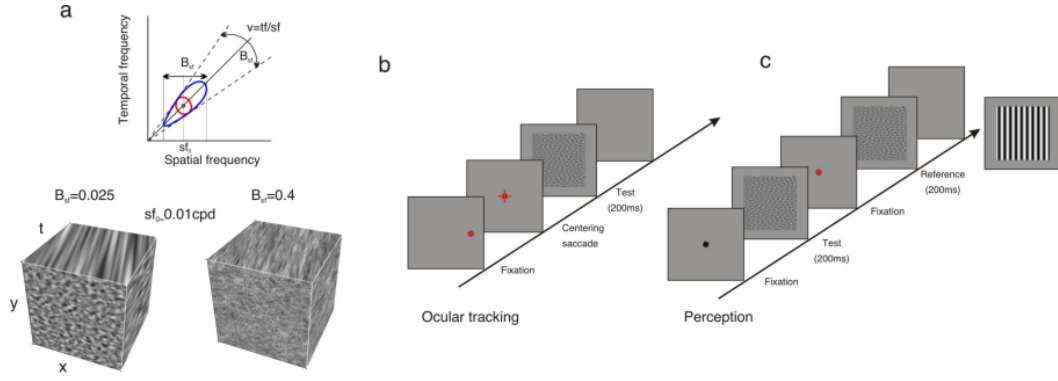 a
v=tf/sf
Temporal frequency
B_sf
B_sf
sf_0
Spatial frequency
B_sf=0.025
B_sf=0.4
sf_0=0.01cpd
t
y
x
b
Fixation
Centering
saccade
Test
(200ms)
Ocular tracking
c
Fixation
Test
(200ms)
Fixation
Reference
(200ms)
Perception